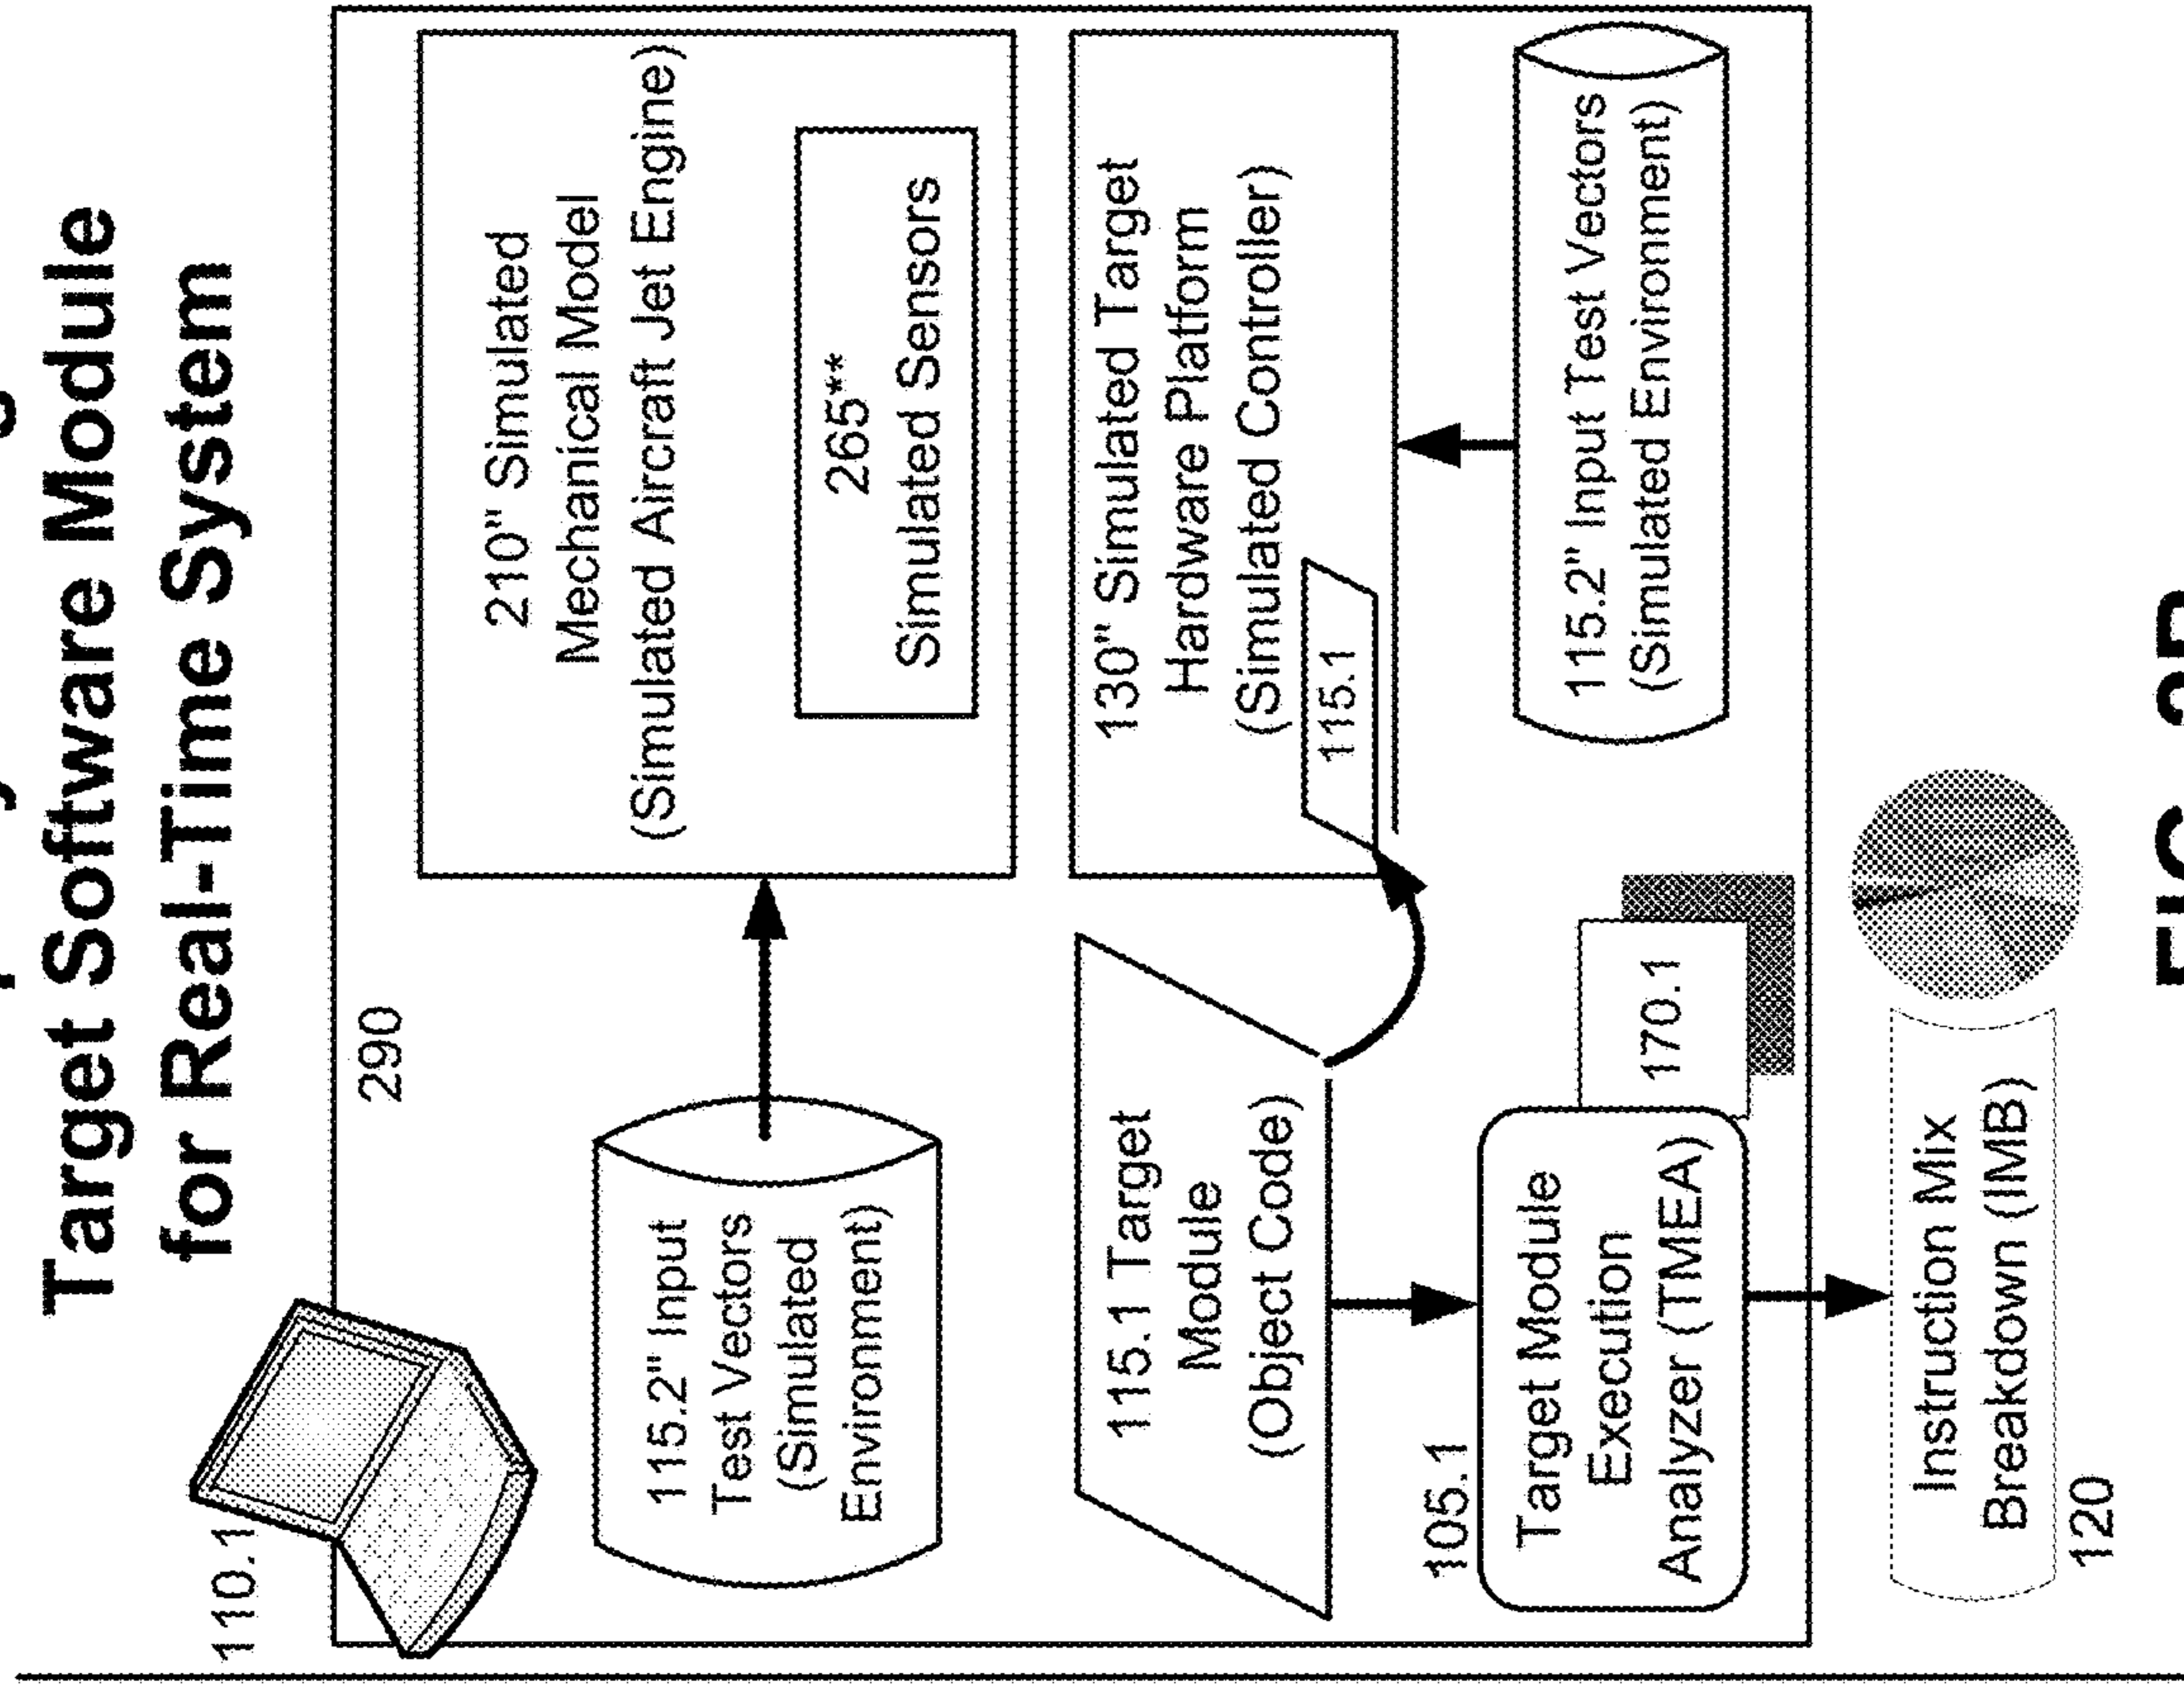 Target Software Module
for Real-Time System
110.1
290
115.2" Input
Test Vectors
(Simulated
Environment)
210" Simulated
Mechanical Model
(Simulated Aircraft Jet Engine)
265**
Simulated Sensors
115.1 Target
Module
(Object Code)
130" Simulated Target
Hardware Platform
(Simulated Controller)
115.1
105.1
Target Module
Execution
Analyzer (TMEA)
170.1
115.2" Input Test Vectors
(Simulated Environment)
Instruction Mix
Breakdown (IMB)
120